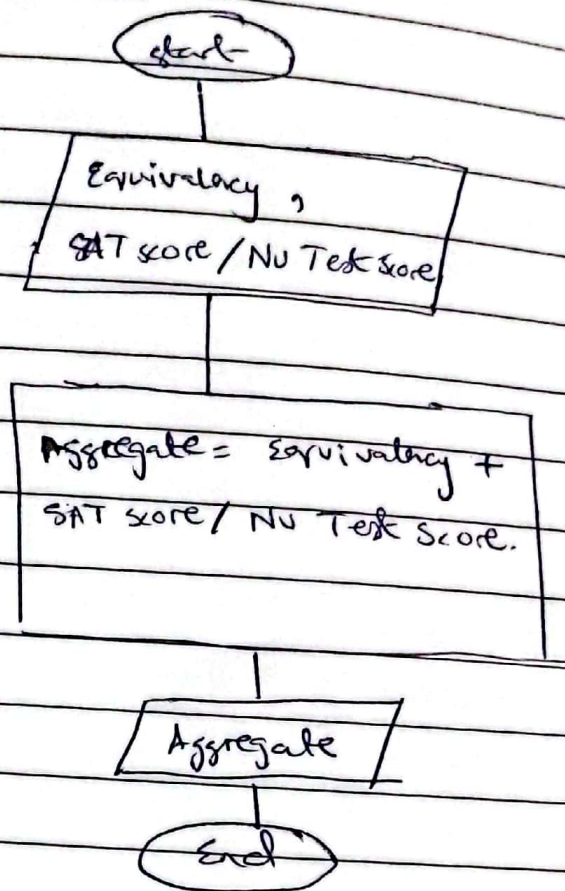 start
Equivalency,
SAT score / NU Test Score
Aggregate = Equivalency +
SAT score / NU Test Score.
Aggregate
End